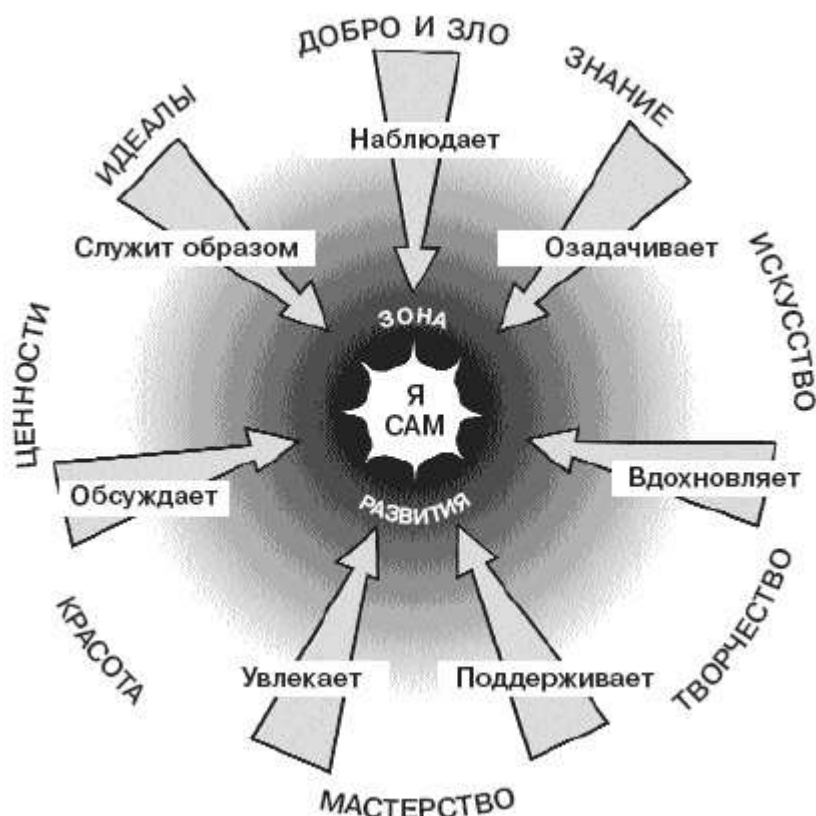 ДОБРО И ЗЛО
ЗНАНИЕ
ИДЕАЛЫ
Наблюдает
Служит образом
Озадачивает
ИСКУССТВО
ЦЕННОСТИ
ЗОНА
Я
САМ
РАЗВИТИЯ
Обсуждает
Вдохновляет
КРАСОТА
ТВОРЧЕСТВО
Увлекает
Поддерживает
МАСТЕРСТВО